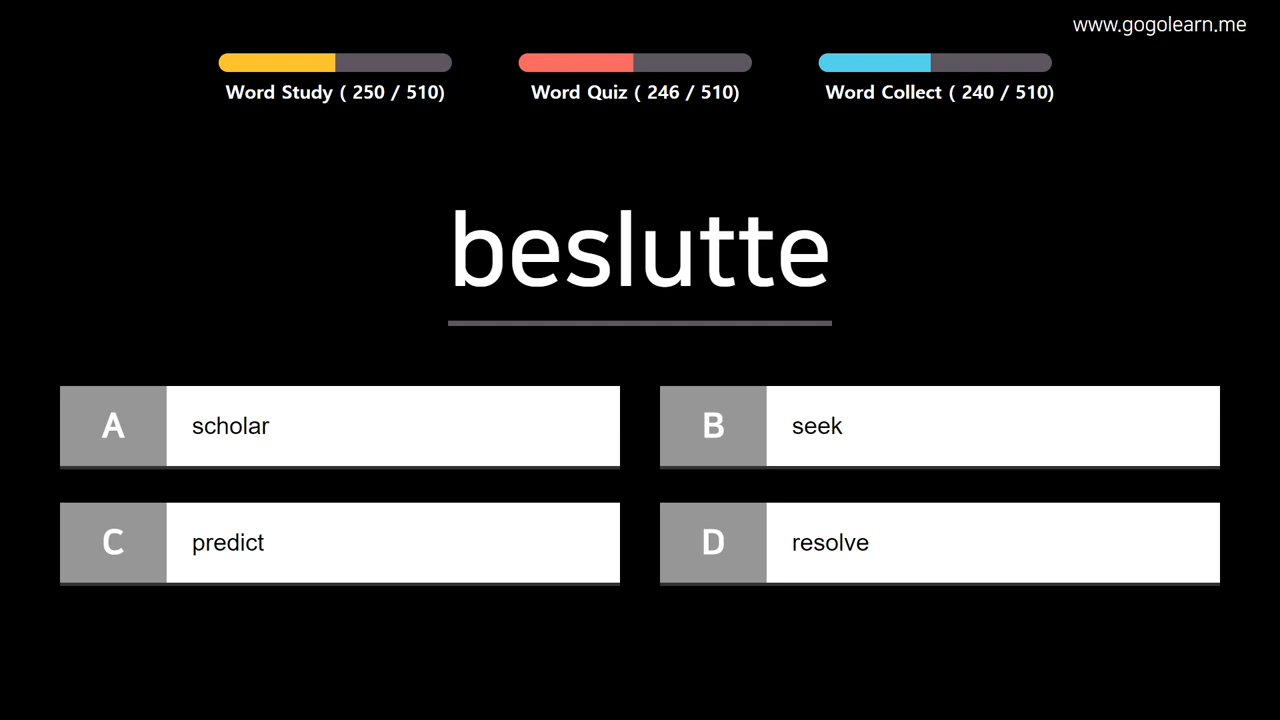 www.gogolearn.me
Word Study ( 250 / 510)
Word Quiz ( 246 / 510)
Word Collect ( 240 / 510)
beslutte
A scholar
B seek
C predict
D resolve